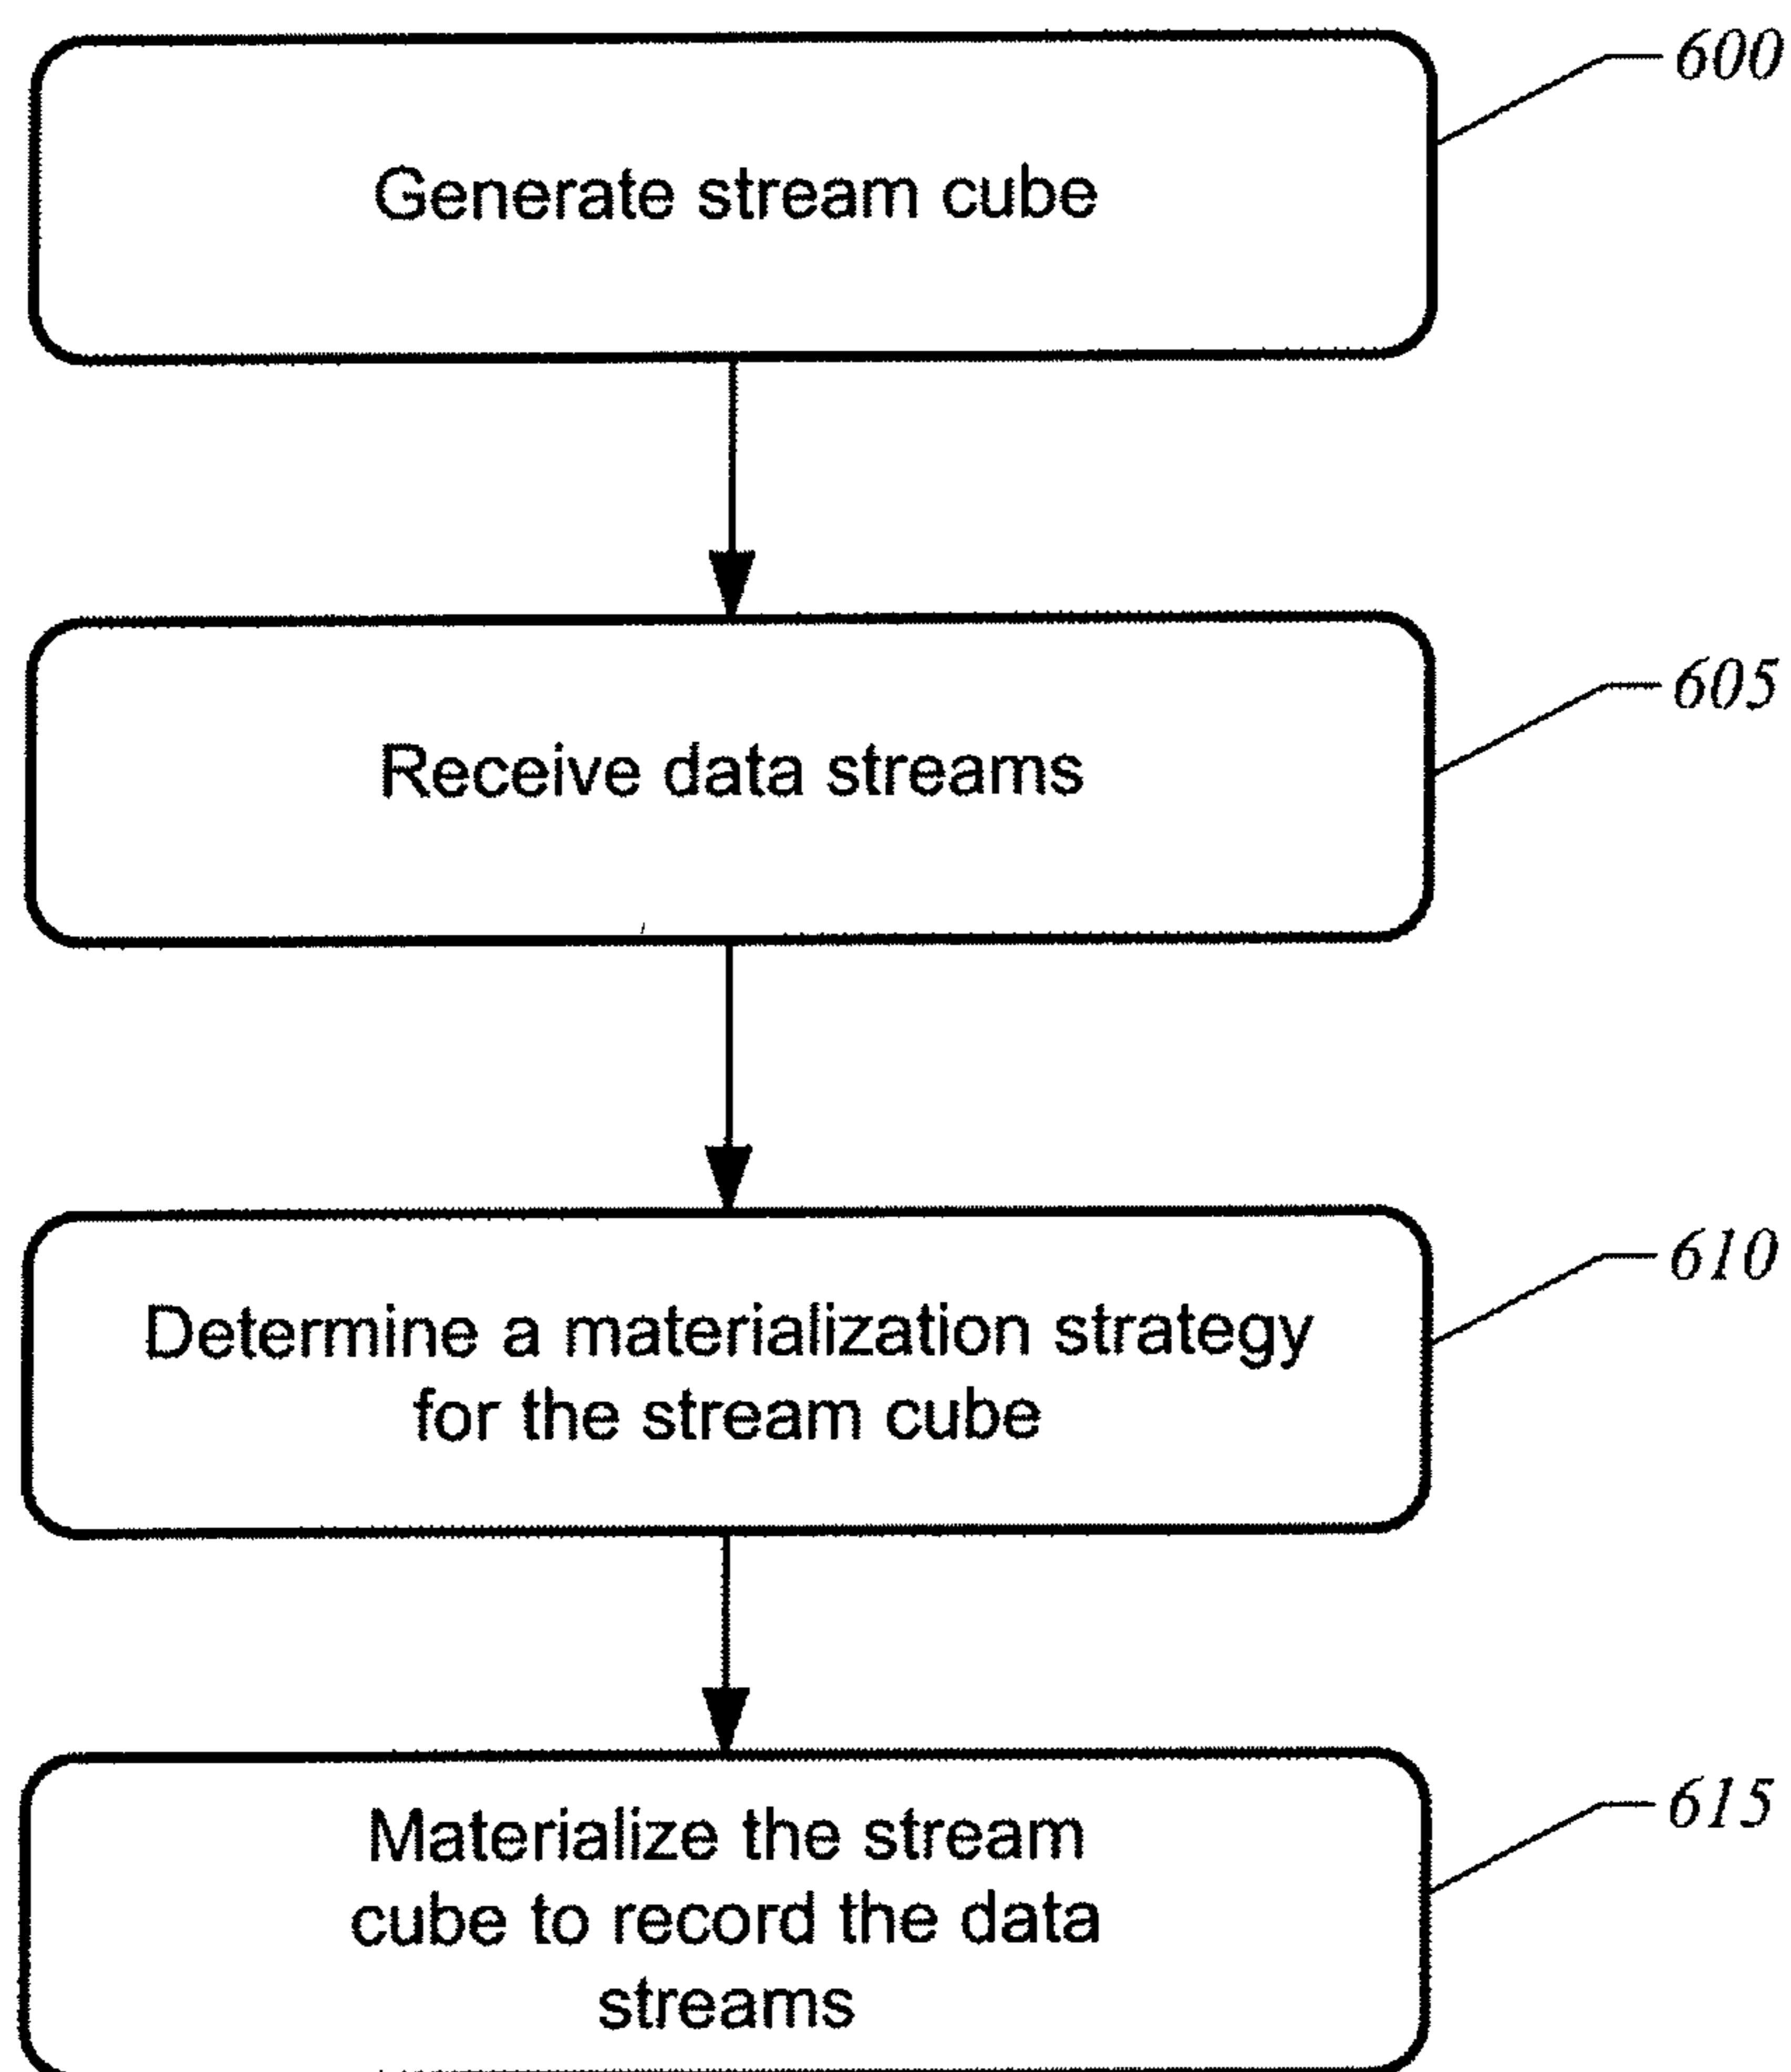 600
Generate stream cube
605
Receive data streams
610
Determine a materialization strategy
for the stream cube
615
Materialize the stream
cube to record the data
streams